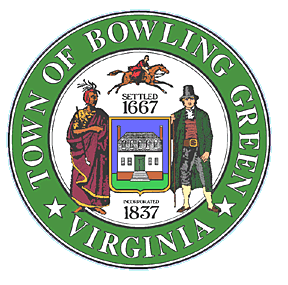 TOWN OF BOWLING GREEN
SETTLED
1667
INCORPORATED
1837
VIRGINIA